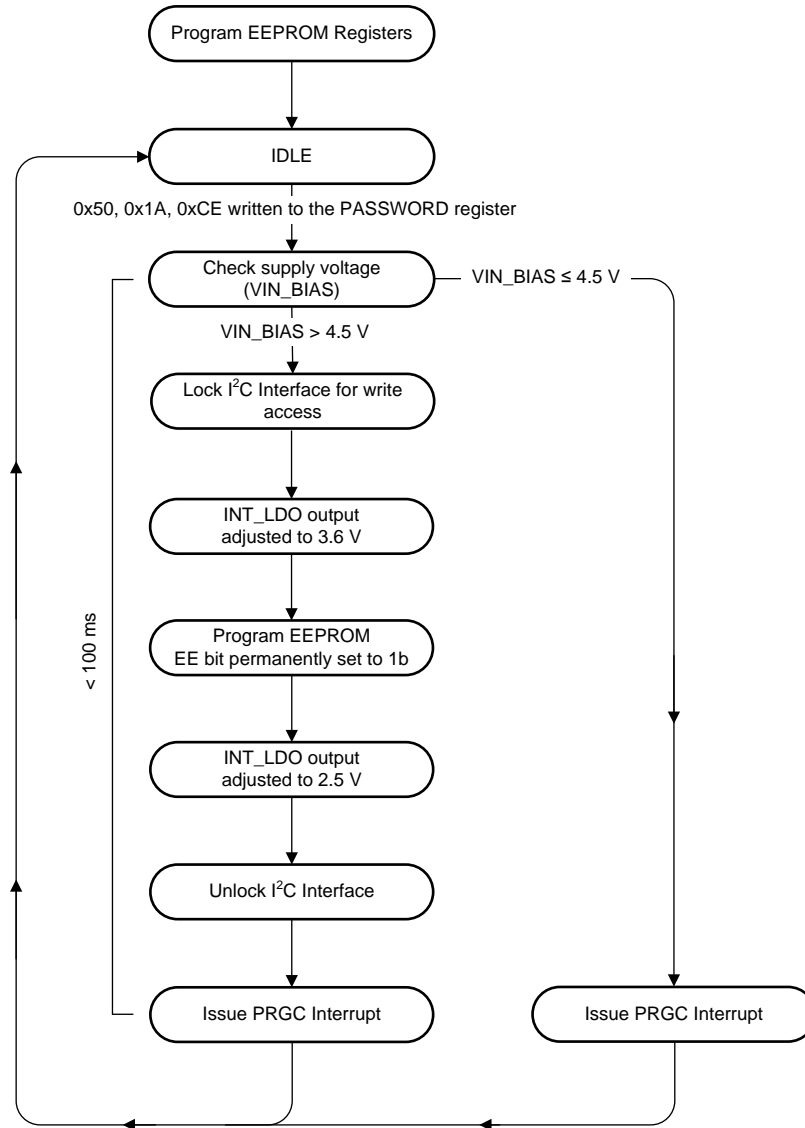 Program EEPROM Registers
IDLE
0x50, 0x1A, 0xCE written to the PASSWORD register
Check supply voltage
(VIN_BIAS)
VIN_BIAS ≤ 4.5 V
VIN_BIAS > 4.5 V
Lock I²C Interface for write
access
INT_LDO output
adjusted to 3.6 V
< 100 ms
Program EEPROM
EE bit permanently set to 1b
INT_LDO output
adjusted to 2.5 V
Unlock I²C Interface
Issue PRGC Interrupt
Issue PRGC Interrupt